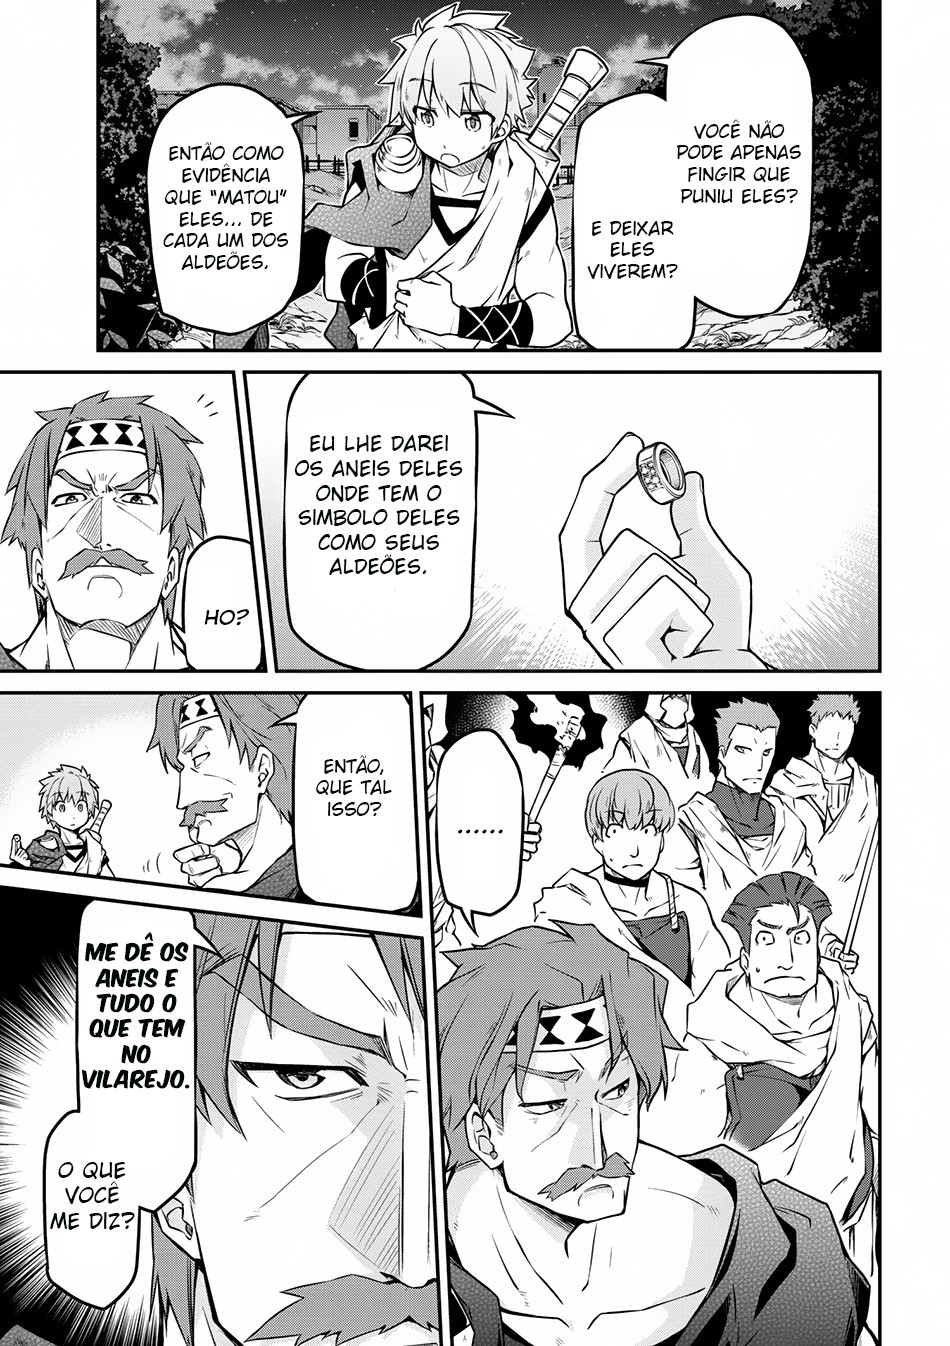 VOCÊ NÃO
PODE APENAS
FINGIR QUE
PUNIU ELES?
E DEIXAR
ELES
VIVEREM?
ENTÃO COMO
EVIDÊNCIA
QUE “MATOU”
ELES... DE
CADA UM DOS
ALDEÕES.
EU LHE DAREI
OS ANEIS DELES
ONDE TEM O
SIMBOLO DELES
COMO SEUS
ALDEÕES.
HO?
.......
ENTÃO,
QUE TAL
ISSO?
ME DÊ OS
ANEIS E
TUDO O
QUE TEM
NO
VILAREJO.
O QUE
VOCÊ
ME DIZ?